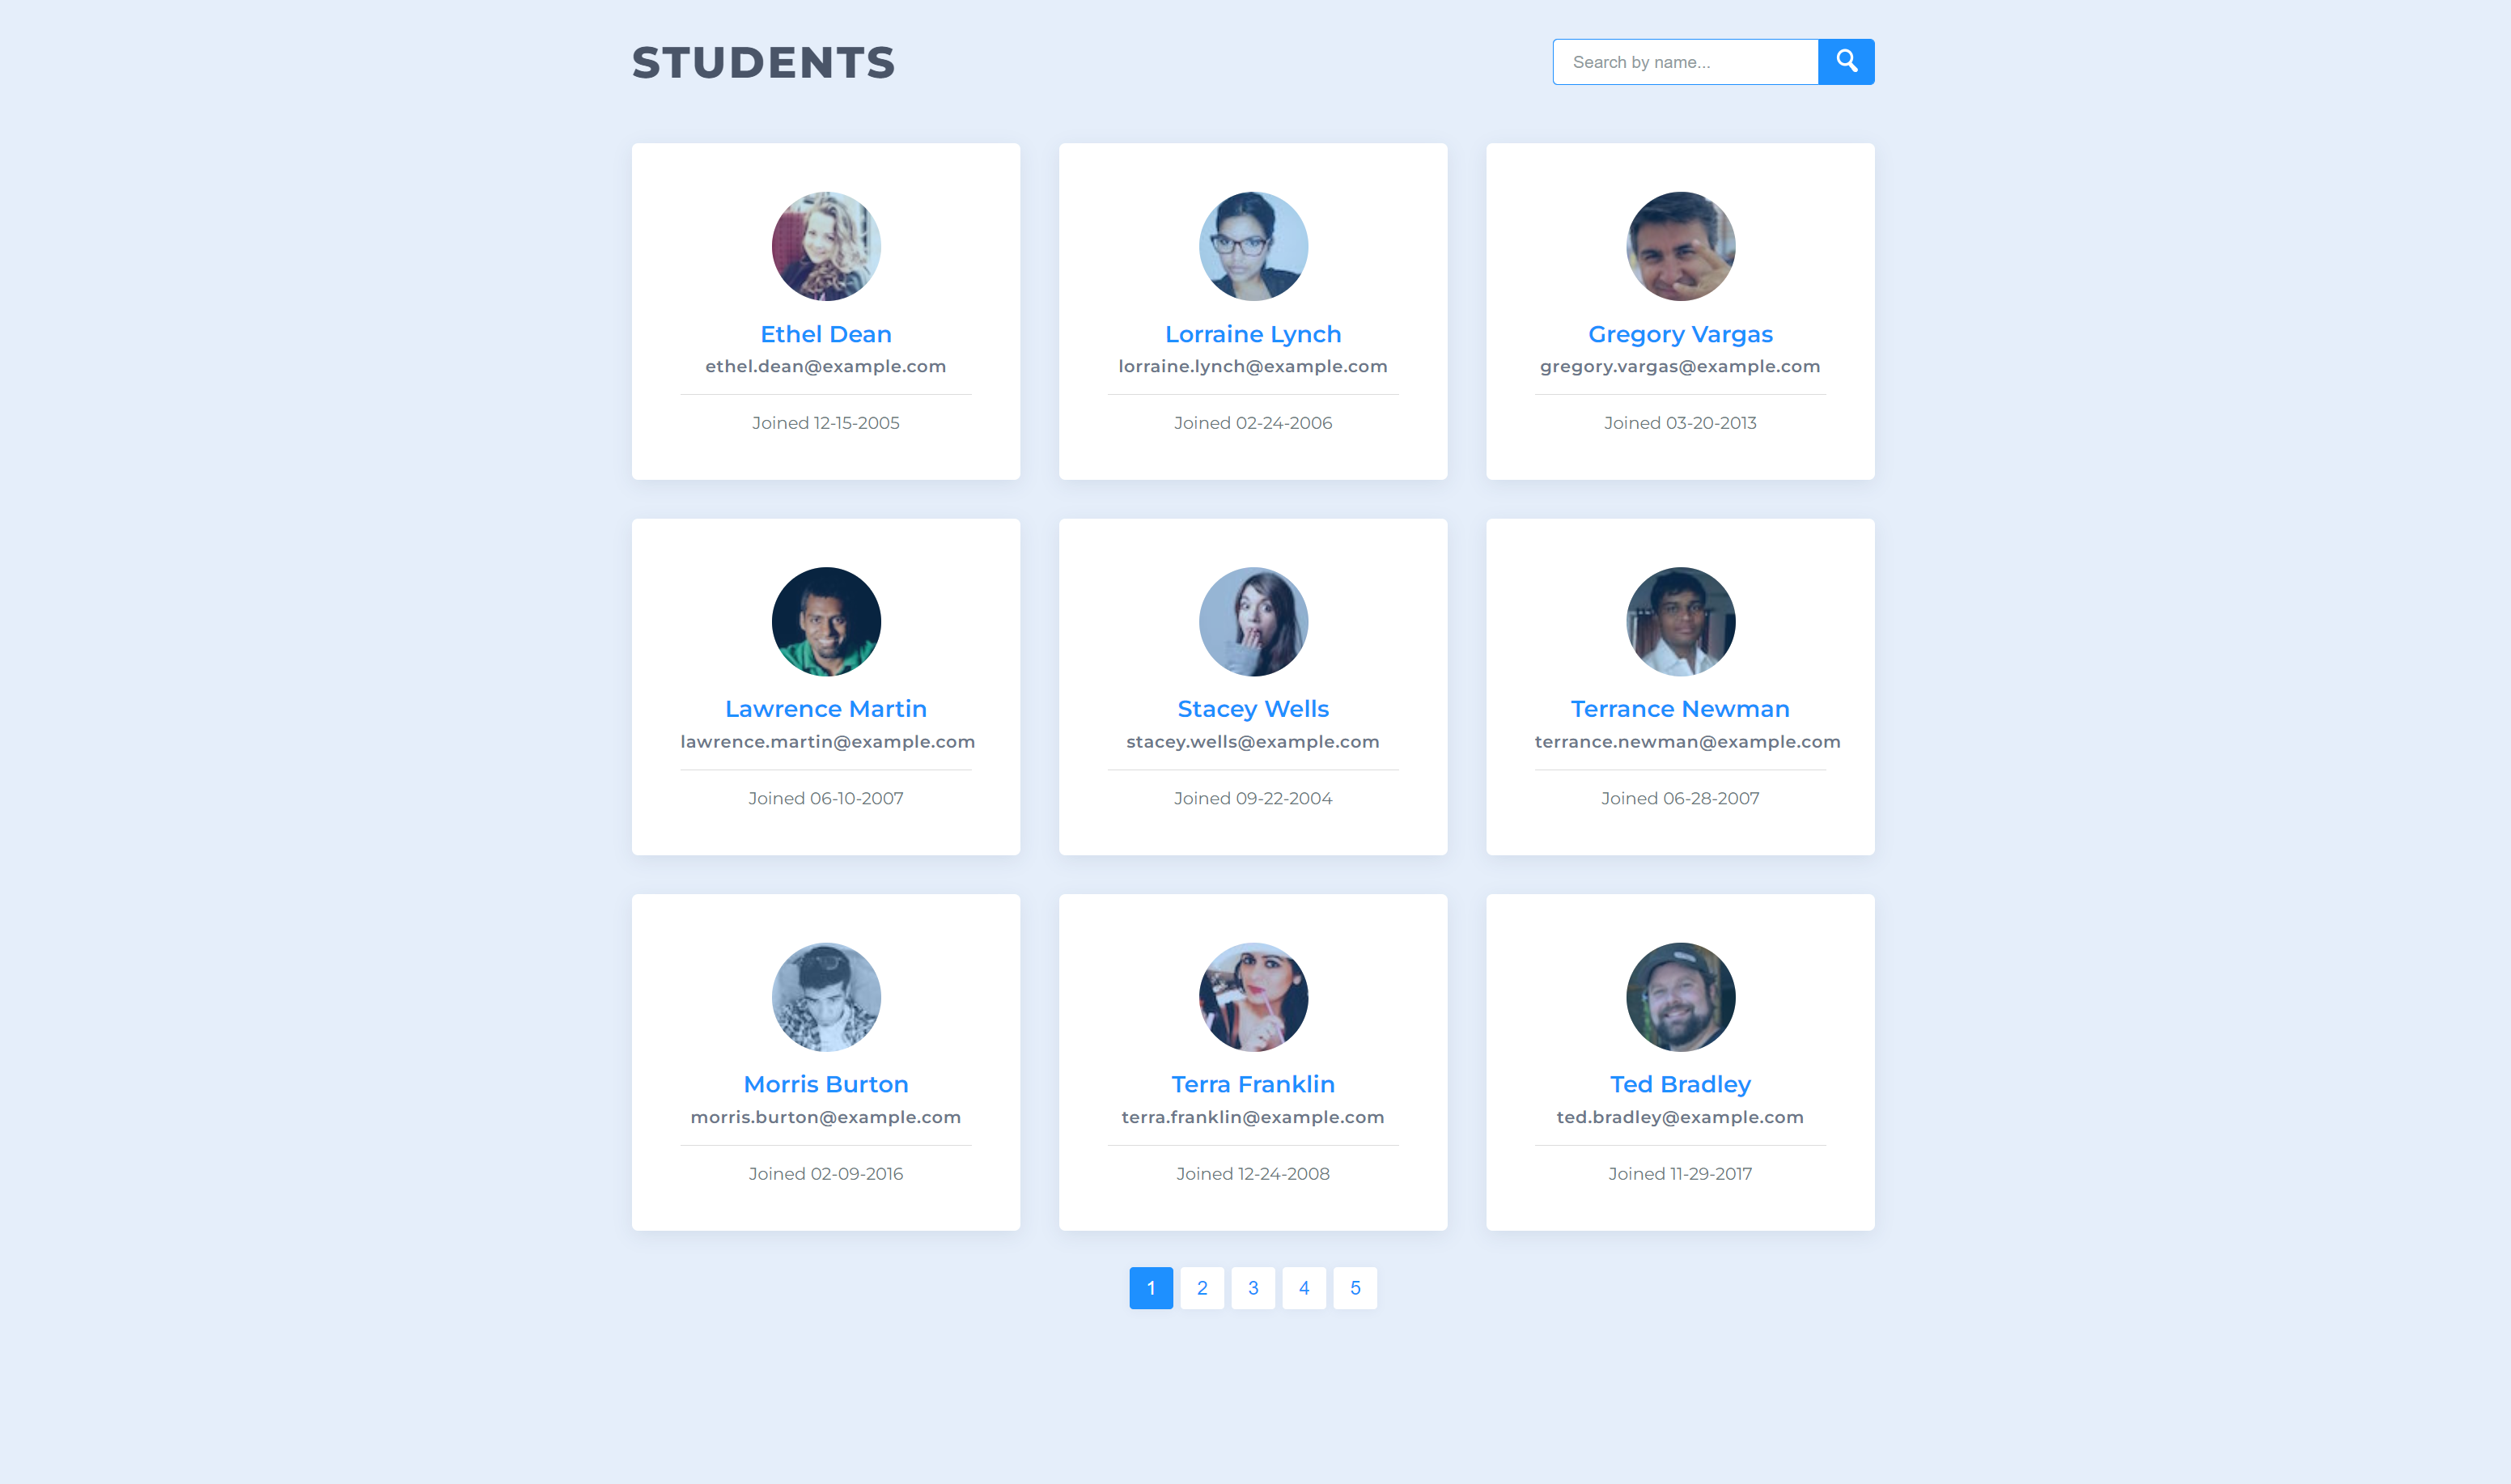 STUDENTS
Search by name...
Ethel Dean
ethel.dean@example.com
Joined 12-15-2005
Lorraine Lynch
lorraine.lynch@example.com
Joined 02-24-2006
Gregory Vargas
gregory.vargas@example.com
Joined 03-20-2013
Lawrence Martin
lawrence.martin@example.com
Joined 06-10-2007
Stacey Wells
stacey.wells@example.com
Joined 09-22-2004
Terrance Newman
terrance.newman@example.com
Joined 06-28-2007
Morris Burton
morris.burton@example.com
Joined 02-09-2016
Terra Franklin
terra.franklin@example.com
Joined 12-24-2008
Ted Bradley
ted.bradley@example.com
Joined 11-29-2017
1 2 3 4 5